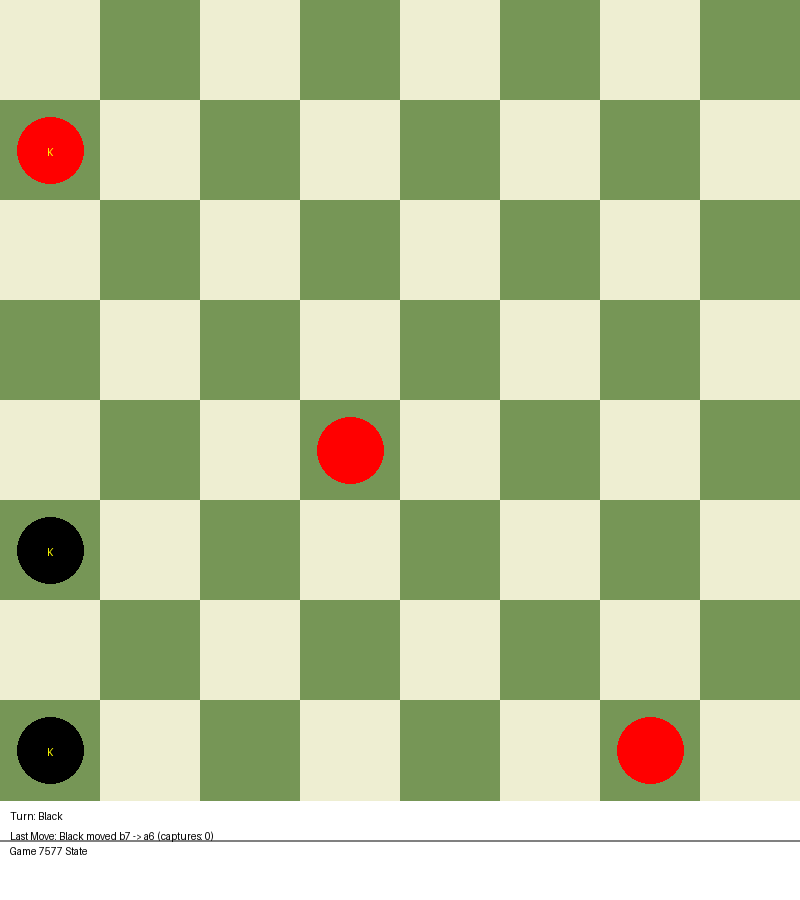 K
K
K
Turn: Black
Last Move: Black moved b7 -> a6 (captures: 0)
Game 7577 State